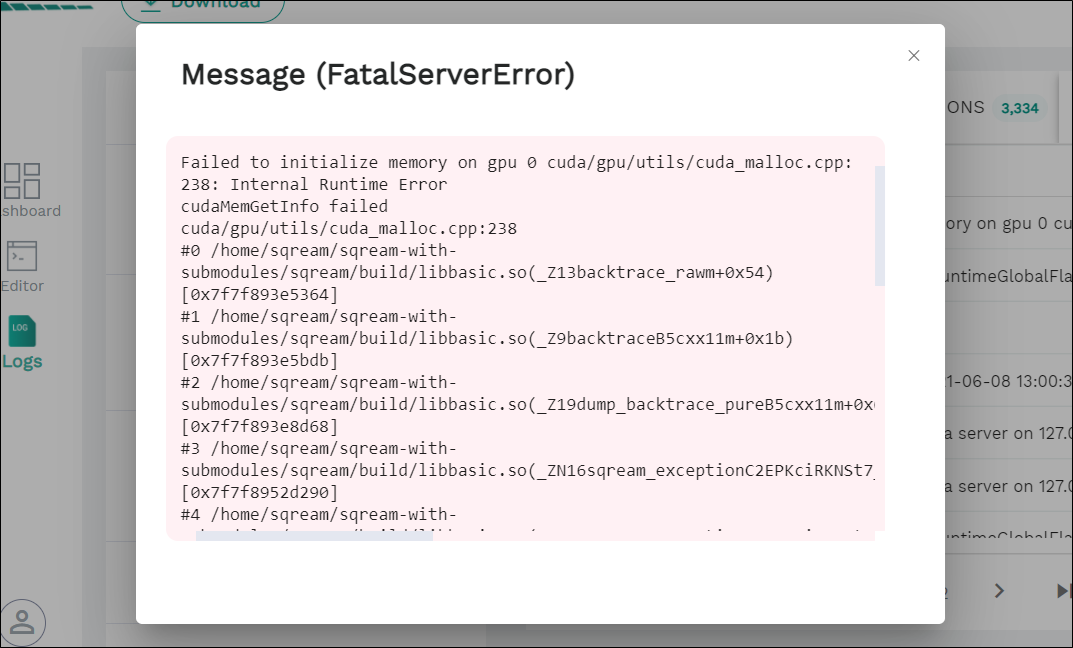 Download
Message (FatalServerError)
Failed to initialize memory on gpu 0 cuda/gpu/utils/cuda_malloc.cpp:
238: Internal Runtime Error
cudaMemGetInfo failed
cuda/gpu/utils/cuda_malloc.cpp:238
#0 /home/sqream/sqream-with-
submodules/sqream/build/libbasic.so(_Z13backtrace_rawm+0x54)
[0x7f7f893e5364]
#1 /home/sqream/sqream-with-
submodules/sqream/build/libbasic.so(_Z9backtraceB5cxx11m+0x1b)
[0x7f7f893e5bdb]
#2 /home/sqream/sqream-with-
submodules/sqream/build/libbasic.so(_Z19dump_backtrace_pureB5cxx11m+0x
[0x7f7f893e8d68]
#3 /home/sqream/sqream-with-
submodules/sqream/build/libbasic.so(_ZN16sqream_exceptionC2EPKciRKNSt7_
[0x7f7f8952d290]
#4 /home/sqream/sqream-with-
shboard
Editor
LOG
Logs
ONS 3,334
ory on gpu 0 cu
untimeGlobalFla
1-06-08 13:00:3
a server on 127.0
a server on 127.0
untimeGlobalFla